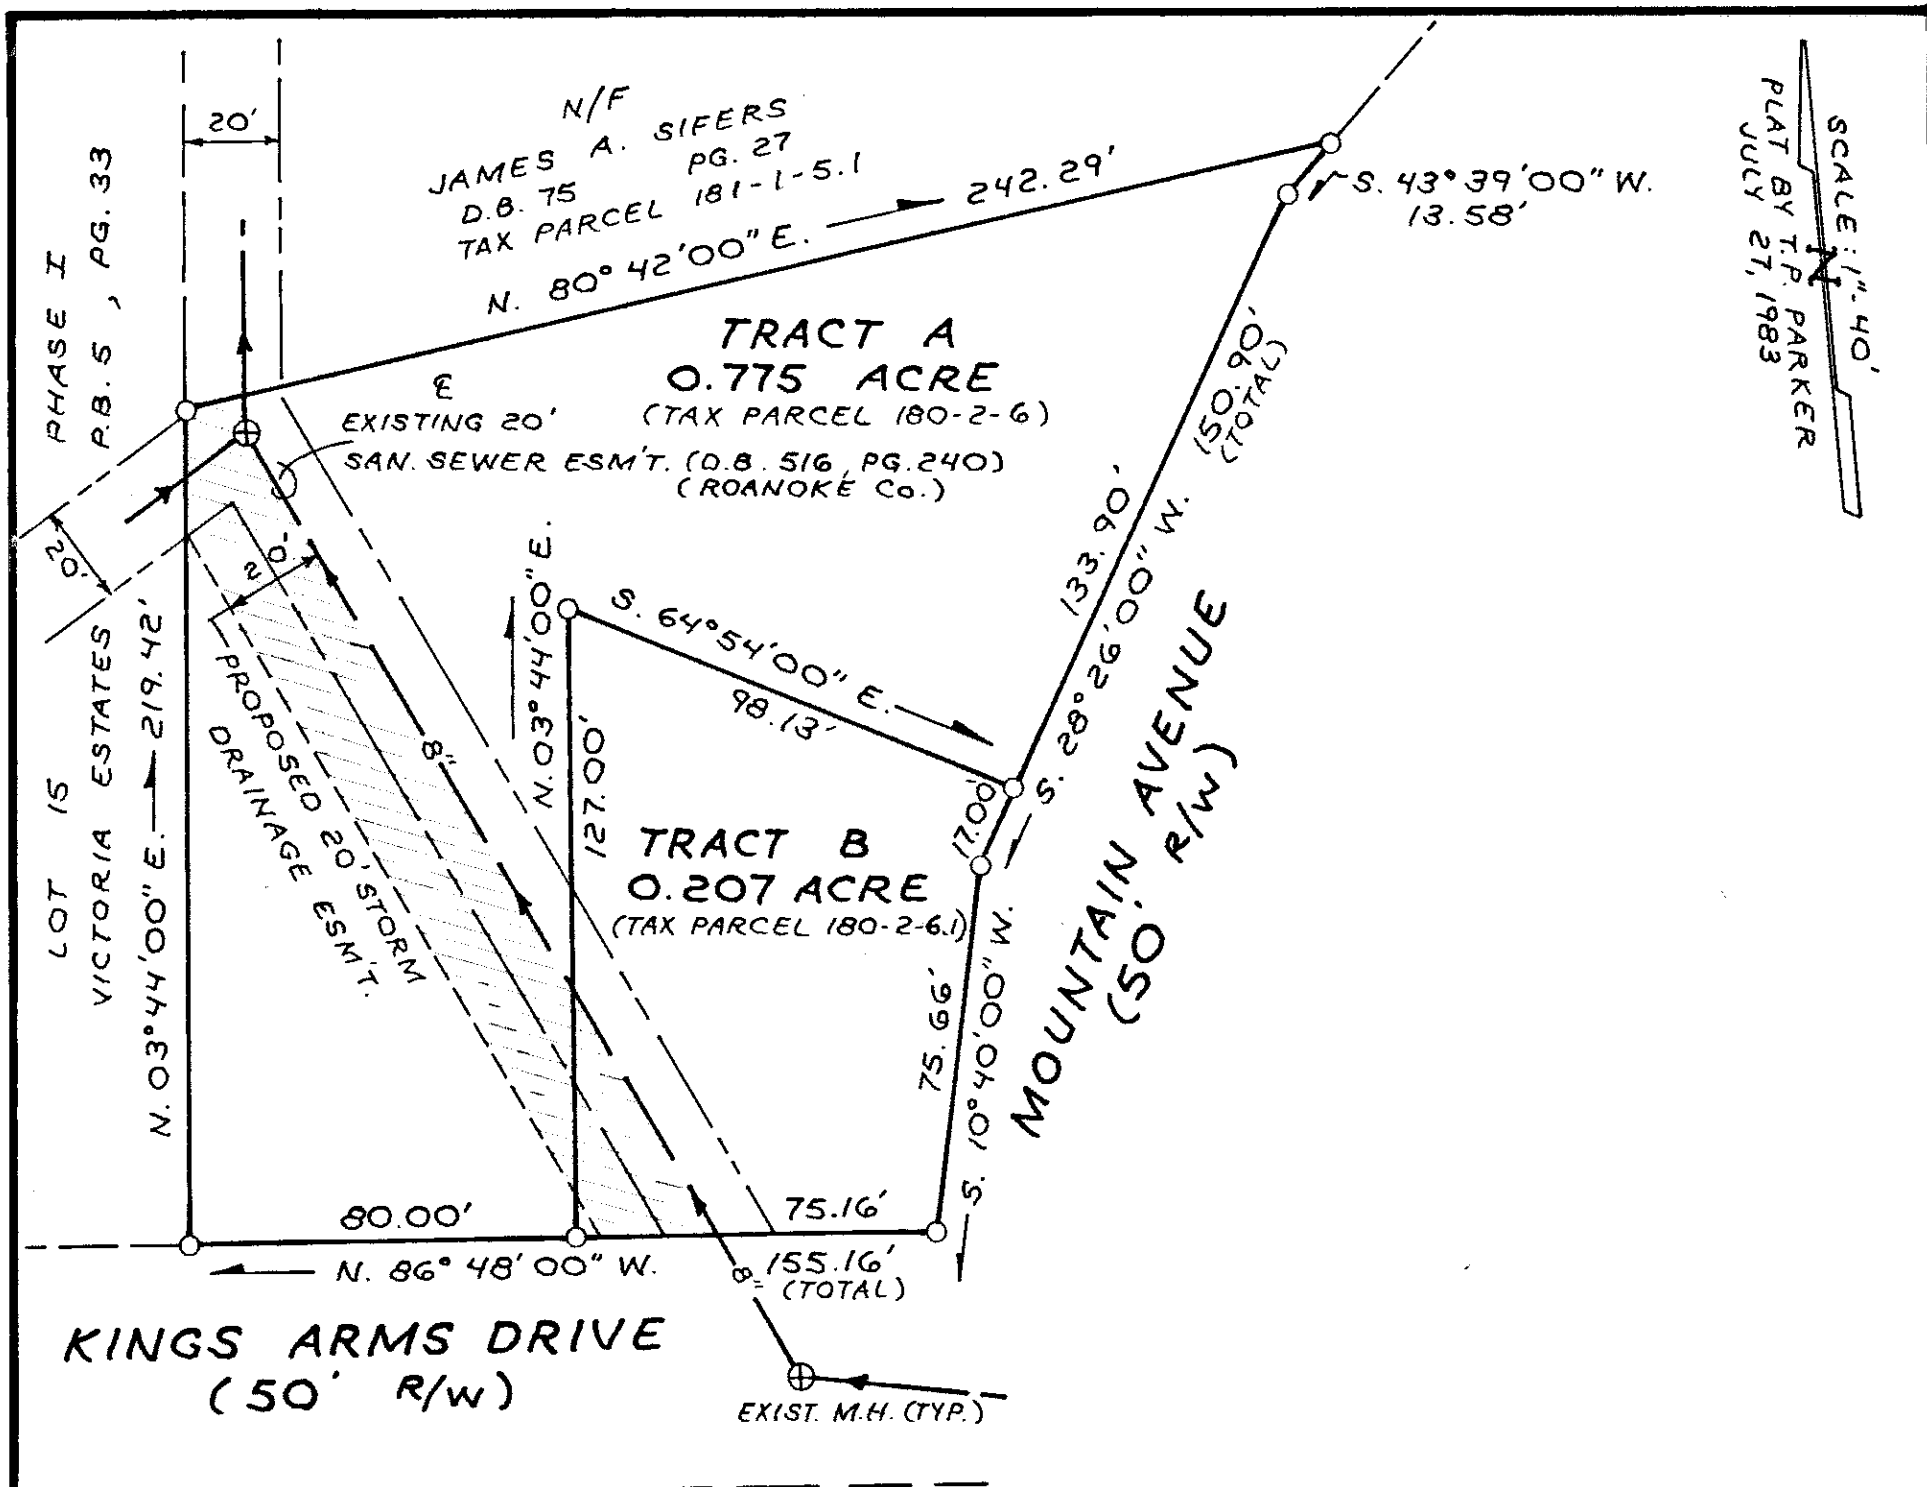 20'
N/F
JAMES A. SIFERS
D.B. 75 PG. 27
TAX PARCEL 181-1-5.1
N. 80° 42' 00" E. 242.29'
S. 43° 39' 00" W.
13.58'
SCALE: 1"- 40'
N
PLAT BY T.P. PARKER
JULY 27, 1983
PHASE I
P.B. 5, PG. 33
LOT 15
VICTORIA ESTATES
N. 03° 44' 00" E. 219.42'
20'
TRACT A
0.775 ACRE
(TAX PARCEL 180-2-6)
℄
EXISTING 20'
SAN. SEWER ESM'T. (D.B. 516, PG. 240)
(ROANOKE Co.)
20'
PROPOSED 20' STORM
DRAINAGE ESM'T.
8"
150.90'
(TOTAL)
133.90'
S. 28° 26' 00" W.
17.00'
N. 03° 44' 00" E.
127.00'
S. 64° 54' 00" E.
98.13'
TRACT B
0.207 ACRE
(TAX PARCEL 180-2-6.1)
75.66'
S. 10° 40' 00" W.
MOUNTAIN AVENUE
(50' R/W)
80.00'
75.16'
N. 86° 48' 00" W. 155.16'
(TOTAL)
8"
KINGS ARMS DRIVE
(50' R/W)
EXIST. M.H. (TYP.)